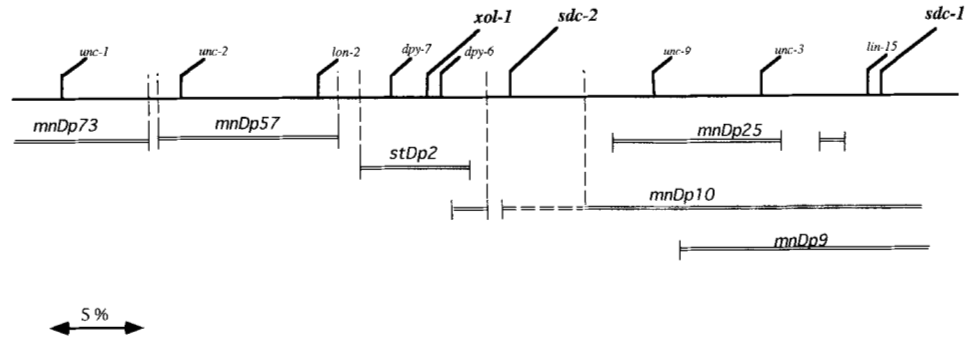 xol-1 sdc-2 sdc-1
unc-1 unc-2 lon-2 dpy-7 dpy-6 unc-9 unc-3 lin-15
mnDp73 mnDp57 mnDp25
stDp2
mnDp10
mnDp9
5 %